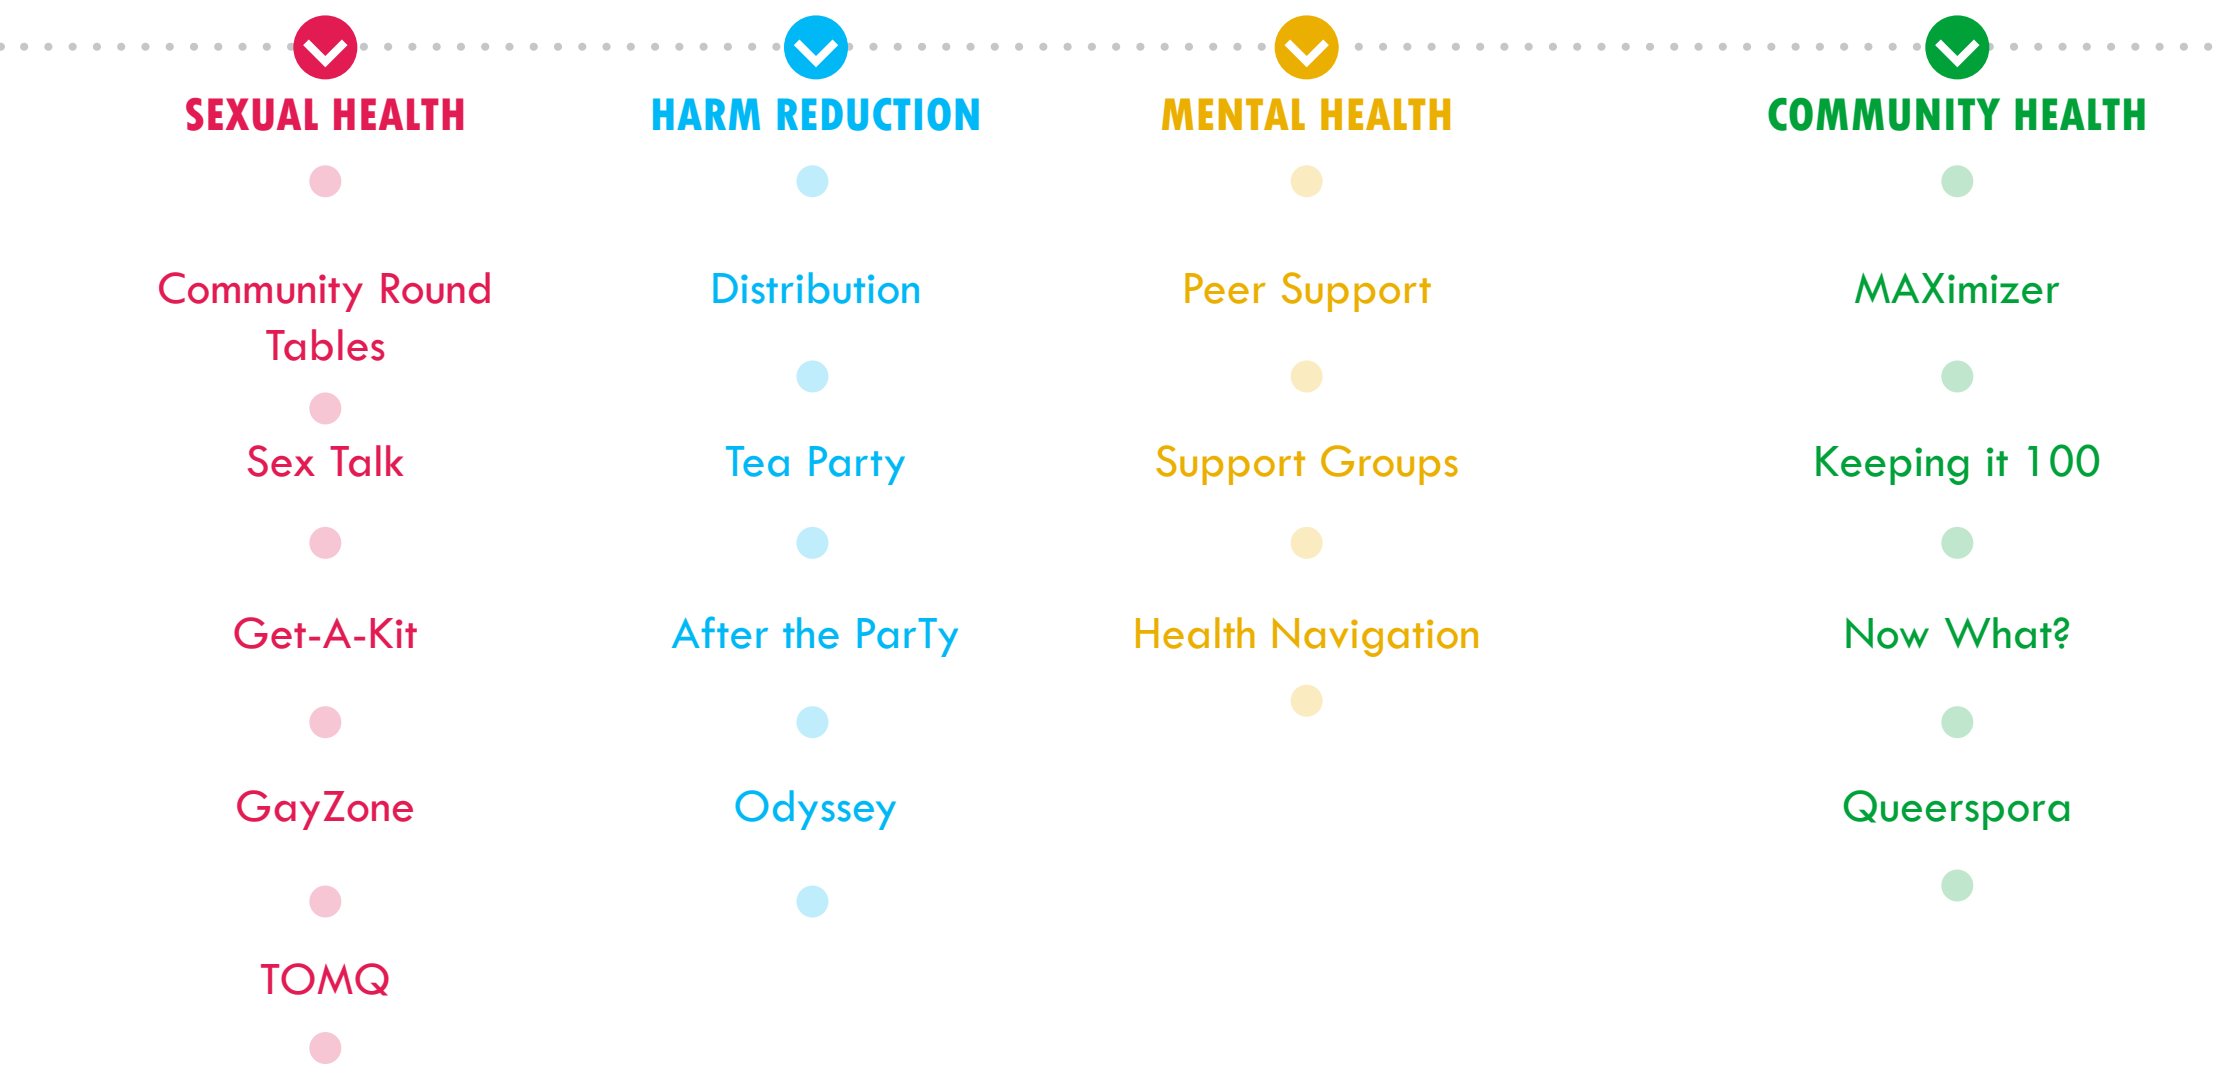 SEXUAL HEALTH
Community Round
Tables
Sex Talk
Get-A-Kit
GayZone
TOMQ
HARM REDUCTION
Distribution
Tea Party
After the ParTy
Odyssey
MENTAL HEALTH
Peer Support
Support Groups
Health Navigation
COMMUNITY HEALTH
MAXimizer
Keeping it 100
Now What?
Queerspora